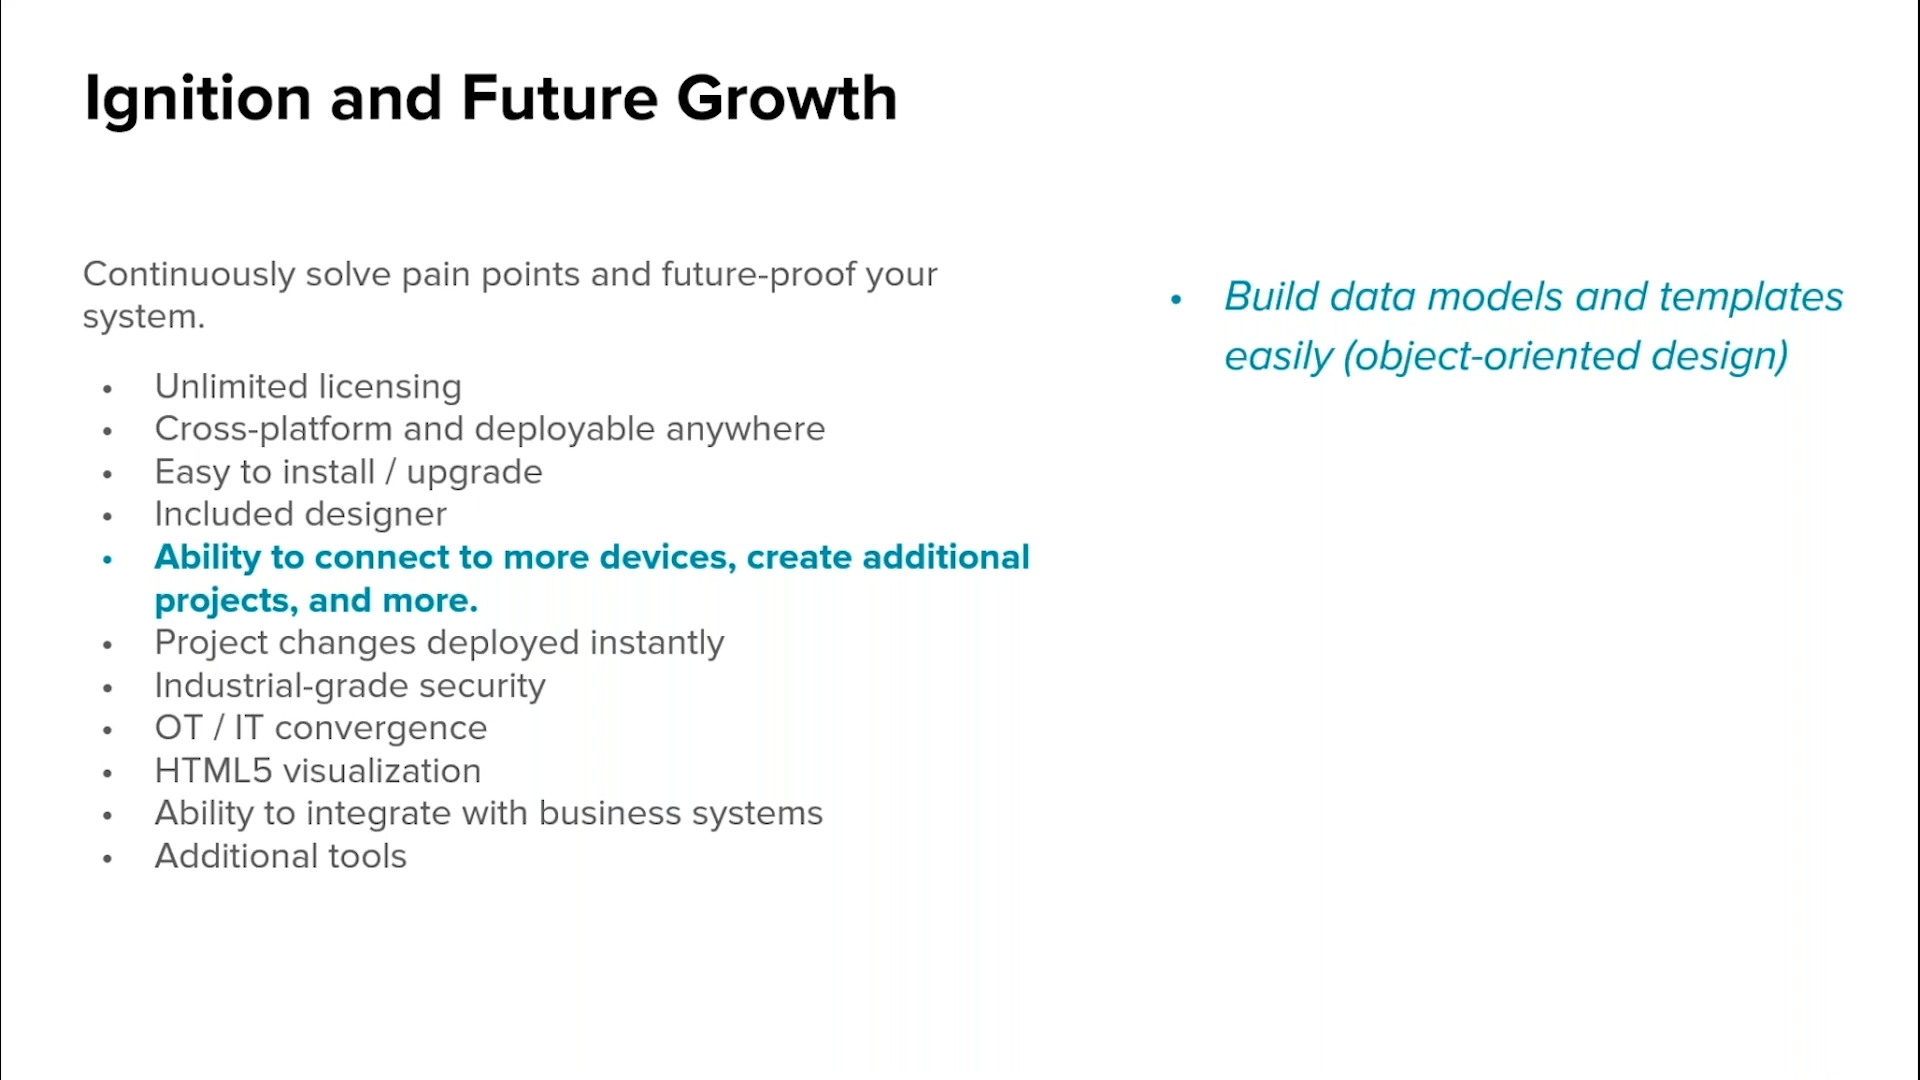 Ignition and Future Growth
Continuously solve pain points and future-proof your
system.
• Unlimited licensing
• Cross-platform and deployable anywhere
• Easy to install / upgrade
• Included designer
• Ability to connect to more devices, create additional
projects, and more.
• Project changes deployed instantly
• Industrial-grade security
• OT / IT convergence
• HTML5 visualization
• Ability to integrate with business systems
• Additional tools
• Build data models and templates
easily (object-oriented design)